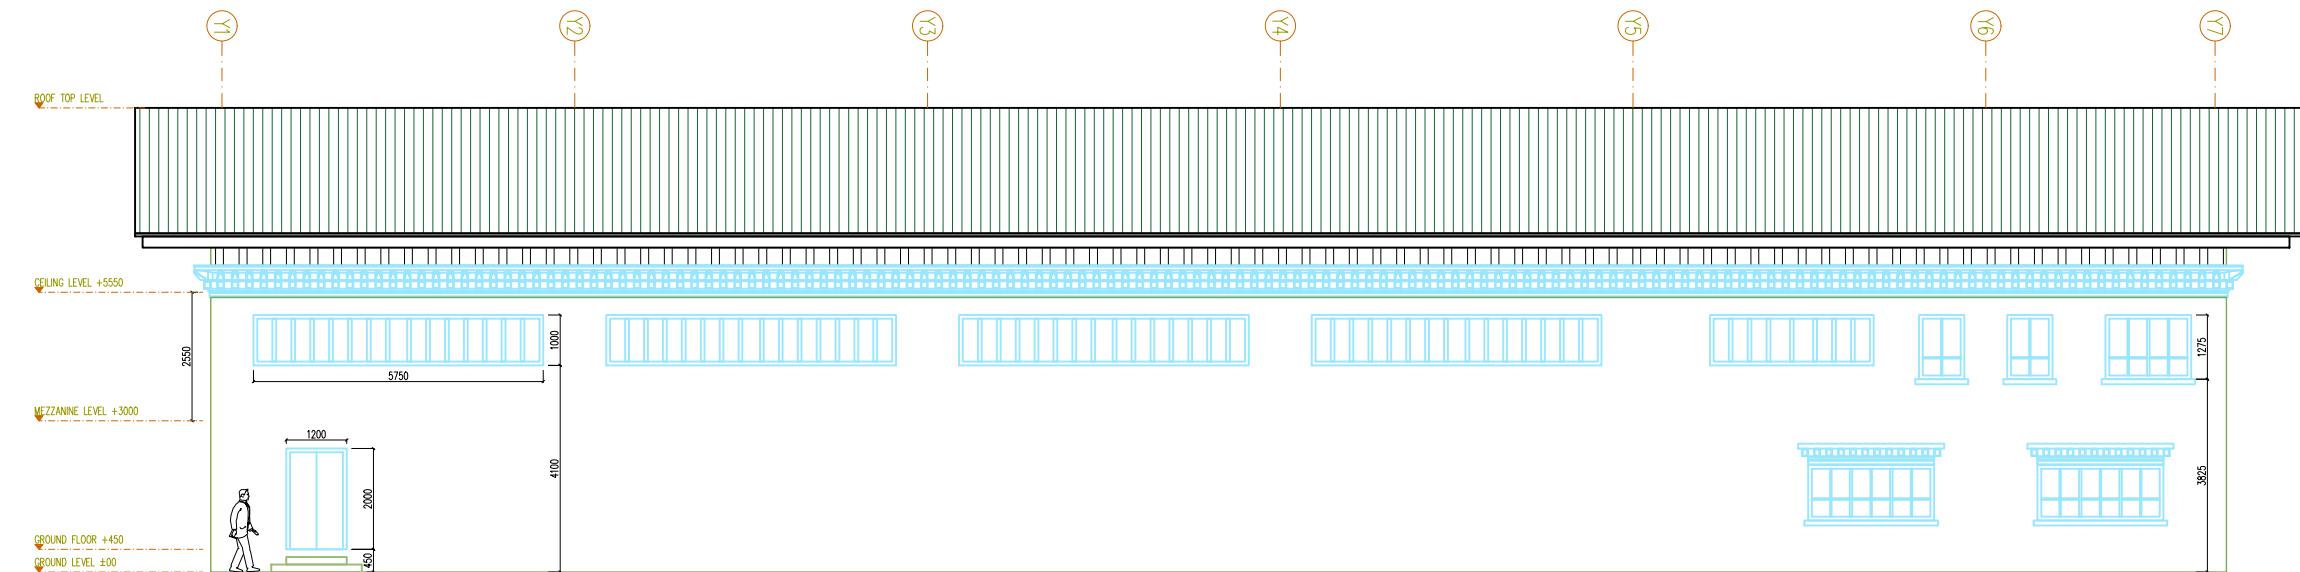 Y1 Y2 Y3 Y4 Y5 Y6 Y7
ROOF TOP LEVEL
CEILING LEVEL +5550
2550
1000
5750
1275
MEZZANINE LEVEL +3000
1200
2000
4100
3825
GROUND FLOOR +450
450
GROUND LEVEL ±00